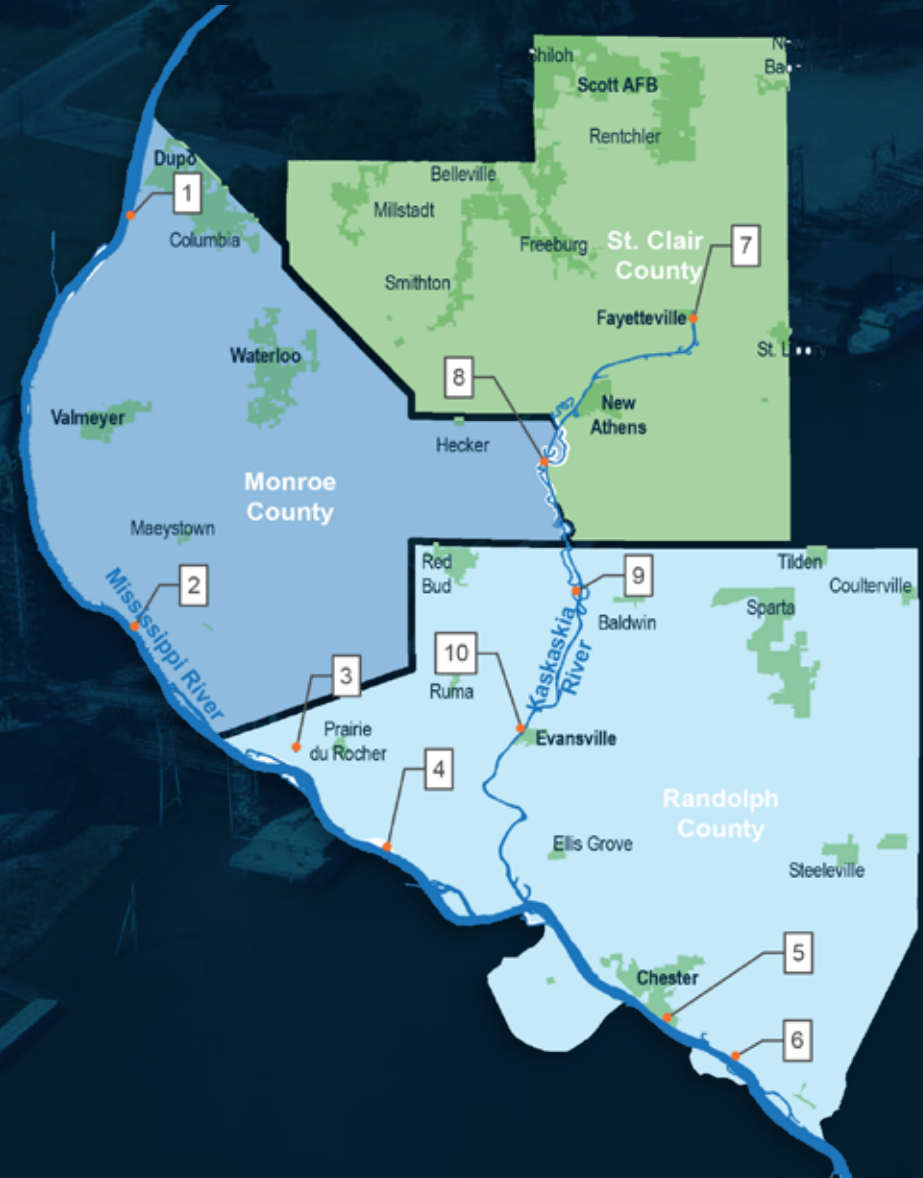 Shiloh
Scott AFB
Rentchler
Dupo
1
Columbia
Belleville
Millstadt
Freeburg
St. Clair
County
7
Smithton
Fayetteville
Waterloo
8
New
Athens
Valmeyer
Hecker
Monroe
County
Maeystown
Mississippi River
2
Red
Bud
9
Tilden
Coulterville
Baldwin
Sparta
10
Kaskaskia
River
3
Ruma
Prairie
du Rocher
Evansville
4
Randolph
County
Ellis Grove
Steeleville
Chester
5
6
St.